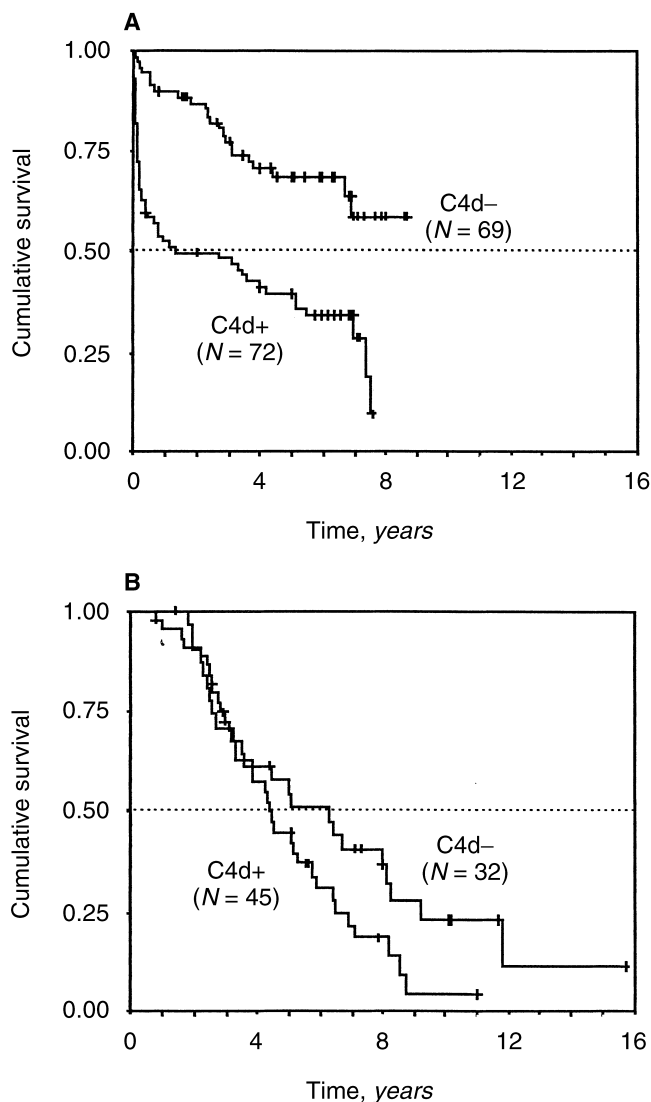 A
1.00
0.75
0.50
0.25
0.00
Cumulative survival
C4d–
(N = 69)
C4d+
(N = 72)
0 4 8 12 16
Time, years
B
1.00
0.75
0.50
0.25
0.00
Cumulative survival
C4d–
(N = 32)
C4d+
(N = 45)
0 4 8 12 16
Time, years